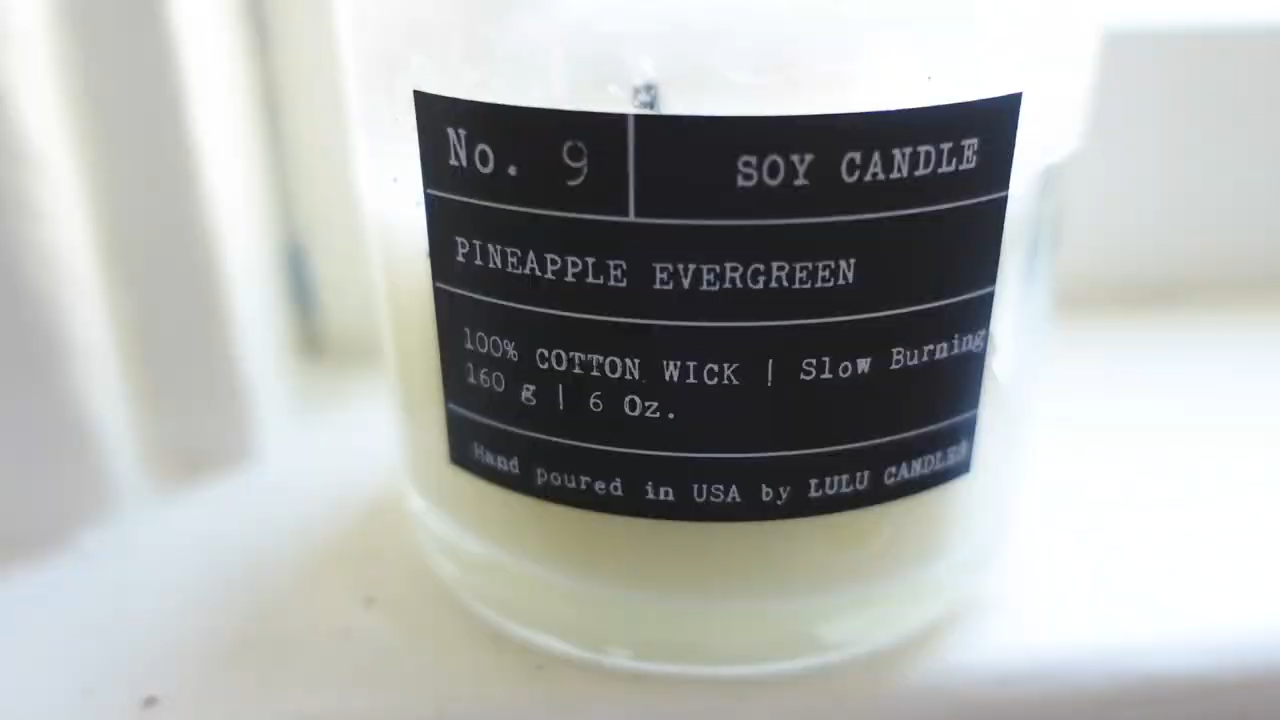 No. 9
SOY CANDLE
PINEAPPLE EVERGREEN
100% COTTON WICK | Slow Burning
160 g | 6 Oz.
Hand poured in USA by LULU CANDLES